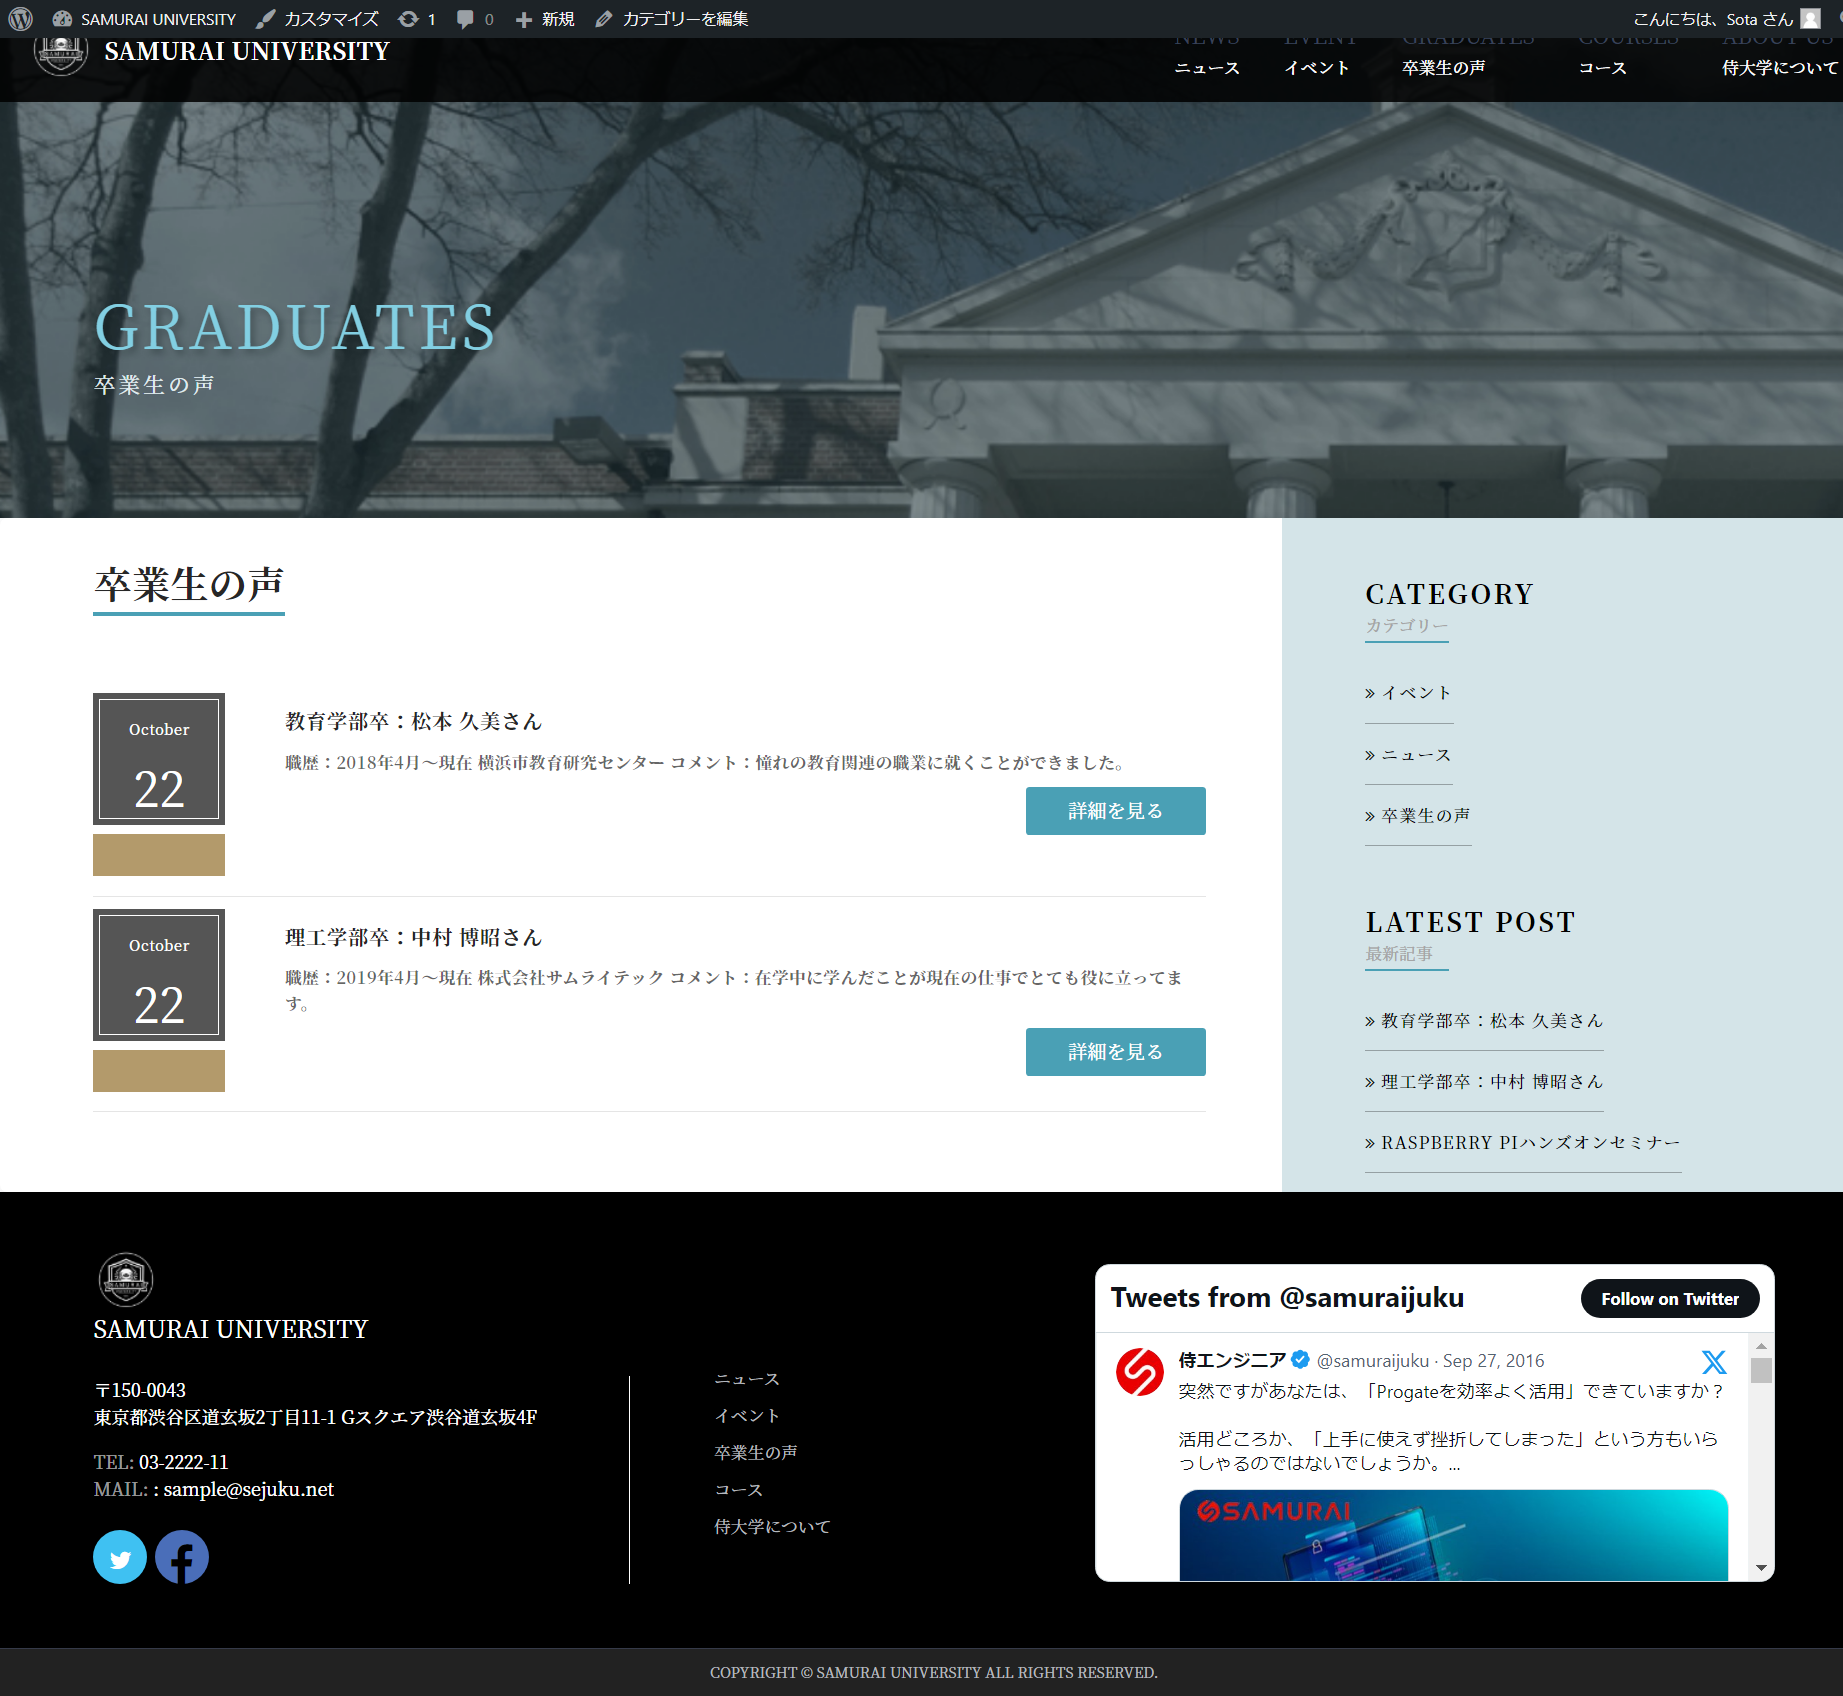 SAMURAI UNIVERSITY カスタマイズ 1 0 新規 カテゴリーを編集 こんにちは、Sota さん
SAMURAI UNIVERSITY
NEWS EVENT GRADUATES COURSES ABOUT US
ニュース イベント 卒業生の声 コース 侍大学について
GRADUATES
卒業生の声
卒業生の声
October
22
教育学部卒：松本 久美さん
職歴：2018年4月～現在 横浜市教育研究センター コメント：憧れの教育関連の職業に就くことができました。
詳細を見る
October
22
理工学部卒：中村 博昭さん
職歴：2019年4月～現在 株式会社サムライテック コメント：在学中に学んだことが現在の仕事でとても役に立ってま
す。
詳細を見る
CATEGORY
カテゴリー
» イベント
» ニュース
» 卒業生の声
LATEST POST
最新記事
» 教育学部卒：松本 久美さん
» 理工学部卒：中村 博昭さん
» RASPBERRY PIハンズオンセミナー
SAMURAI
SAMURAI UNIVERSITY
〒150-0043
東京都渋谷区道玄坂2丁目11-1 Gスクエア渋谷道玄坂4F
TEL: 03-2222-11
MAIL: : sample@sejuku.net
ニュース
イベント
卒業生の声
コース
侍大学について
Tweets from @samuraijuku
Follow on Twitter
侍エンジニア @samuraijuku · Sep 27, 2016
突然ですがあなたは、「Progateを効率よく活用」できていますか？
活用どころか、「上手に使えず挫折してしまった」という方もいら
っしゃるのではないでしょうか。...
SAMURAI
COPYRIGHT © SAMURAI UNIVERSITY ALL RIGHTS RESERVED.